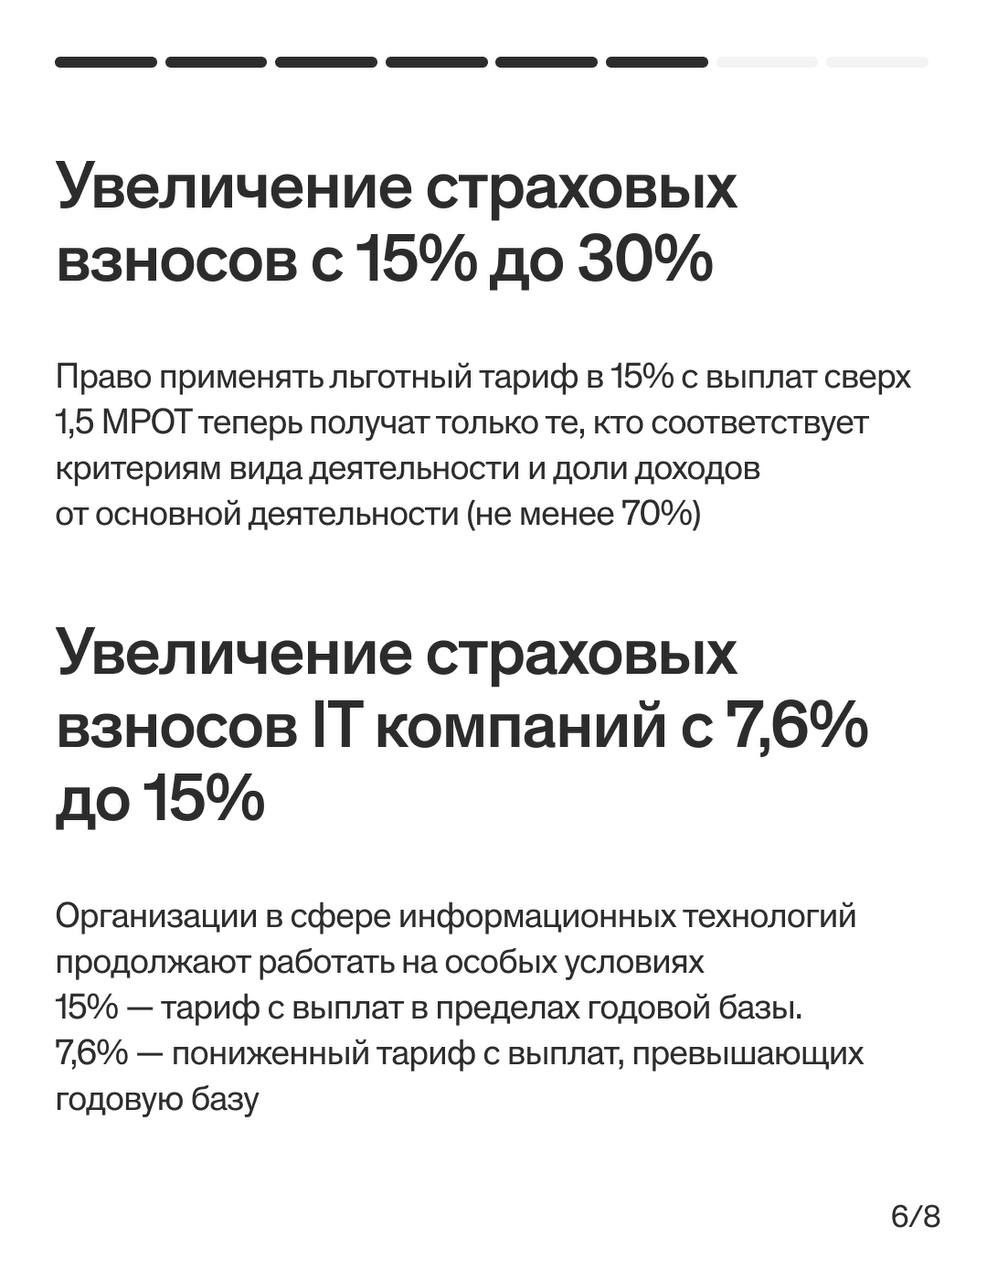 Увеличение страховых
взносов с 15% до 30%
Право применять льготный тариф в 15% с выплат сверх
1,5 МРОТ теперь получат только те, кто соответствует
критериям вида деятельности и доли доходов
от основной деятельности (не менее 70%)
Увеличение страховых
взносов IT компаний с 7,6%
до 15%
Организации в сфере информационных технологий
продолжают работать на особых условиях
15% — тариф с выплат в пределах годовой базы.
7,6% — пониженный тариф с выплат, превышающих
годовую базу
6/8